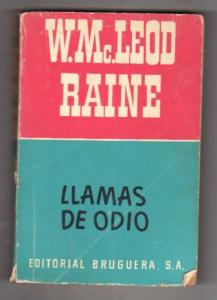 W. Mc. LEOD
RAINE
LLAMAS
DE ODIO
EDITORIAL BRUGUERA, S.A.